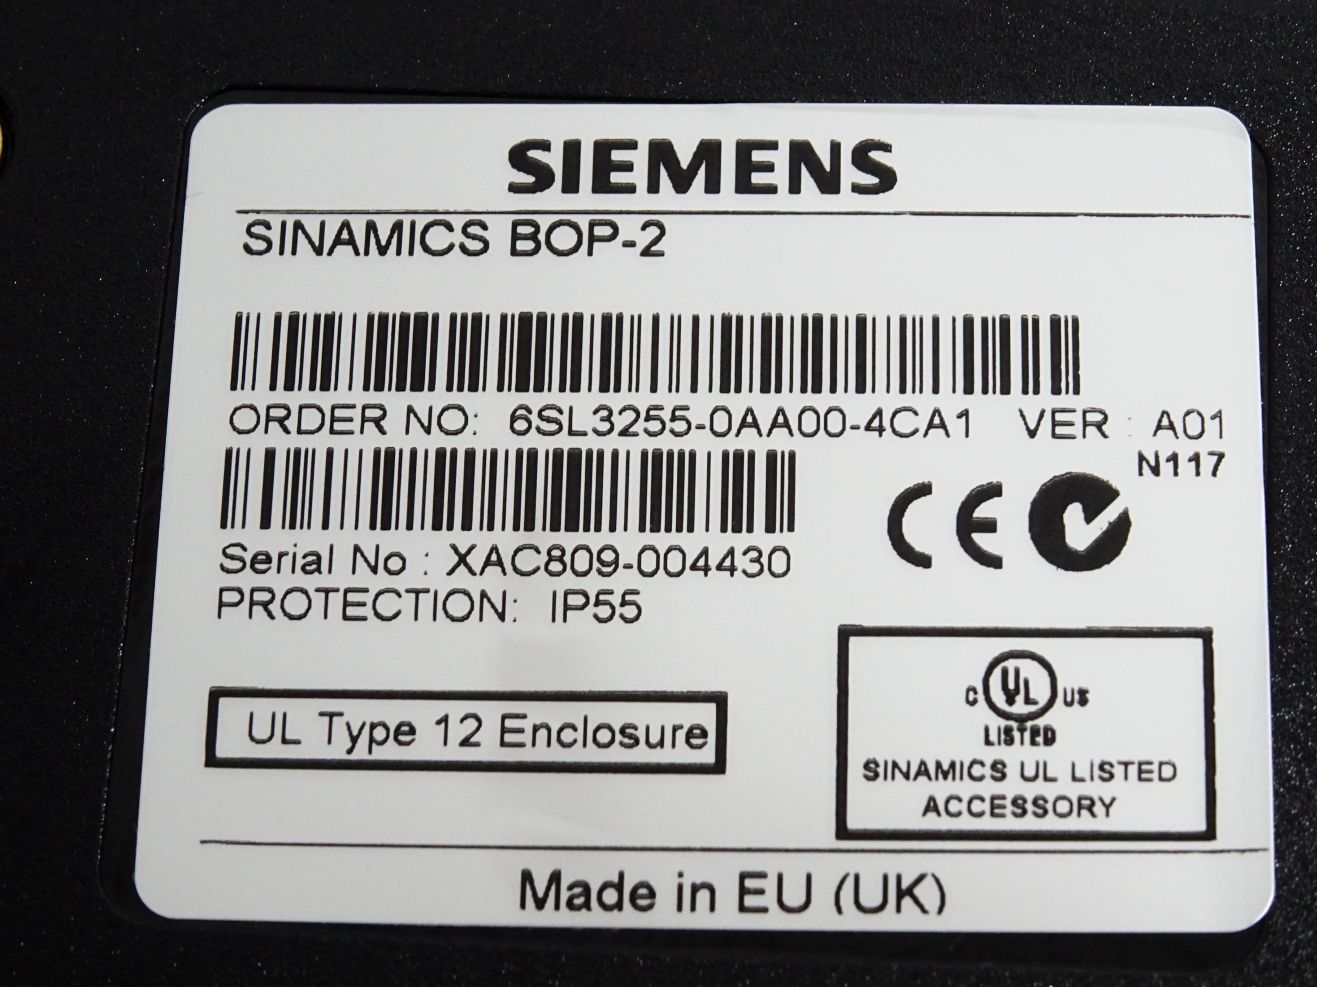 SIEMENS
SINAMICS BOP-2
ORDER NO: 6SL3255-0AA00-4CA1 VER : A01
N117
Serial No : XAC809-004430
CE
PROTECTION: IP55
UL Type 12 Enclosure
C UL US
LISTED
SINAMICS UL LISTED
ACCESSORY
Made in EU (UK)